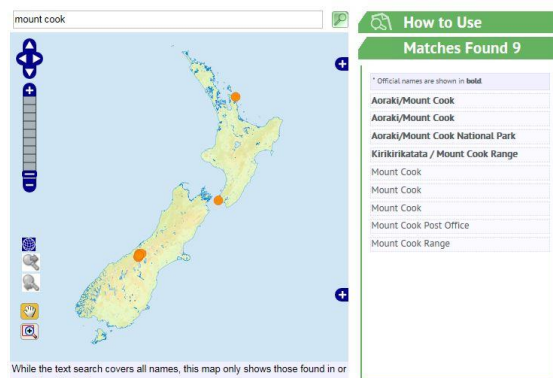 mount cook
How to Use
Matches Found 9
* Official names are shown in bold.
Aoraki/Mount Cook
Aoraki/Mount Cook
Aoraki/Mount Cook National Park
Kirikirikatata / Mount Cook Range
Mount Cook
Mount Cook
Mount Cook
Mount Cook Post Office
Mount Cook Range
While the text search covers all names, this map only shows those found in or